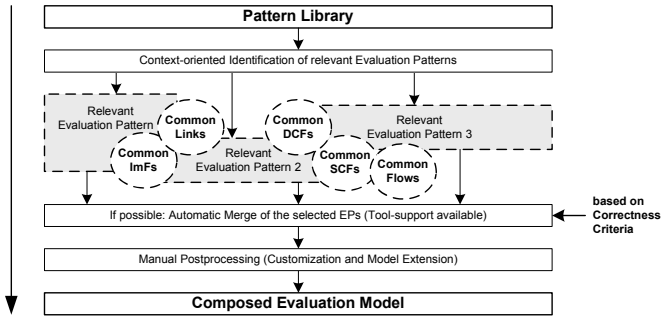 Pattern Library
Context-oriented Identification of relevant Evaluation Patterns
Relevant
Evaluation Pattern
Common
Links
Common
DCFs
Relevant
Evaluation Pattern 3
Common
ImFs
Relevant
Evaluation Pattern 2
Common
SCFs
Common
Flows
If possible: Automatic Merge of the selected EPs (Tool-support available)
based on
Correctness
Criteria
Manual Postprocessing (Customization and Model Extension)
Composed Evaluation Model